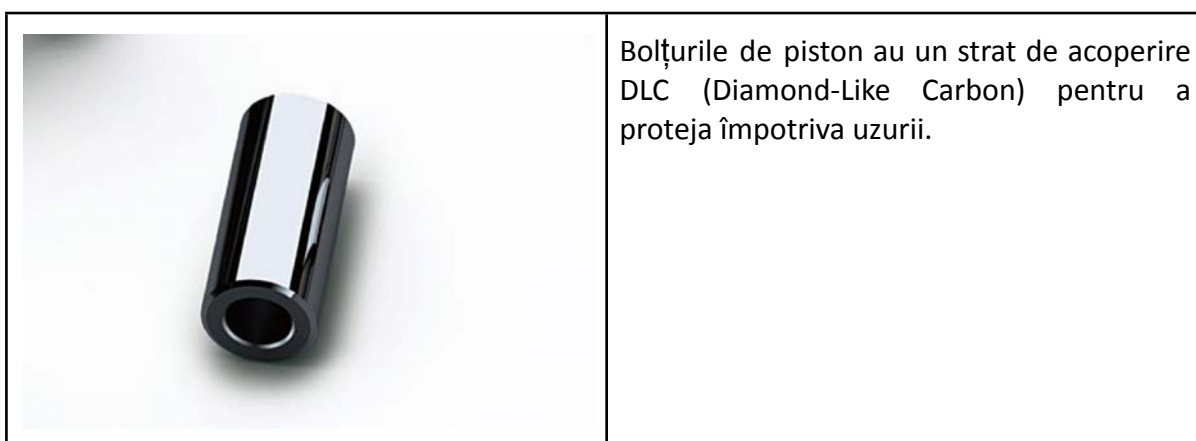 Bolțurile de piston au un strat de acoperire
DLC (Diamond-Like Carbon) pentru a
proteja împotriva uzurii.